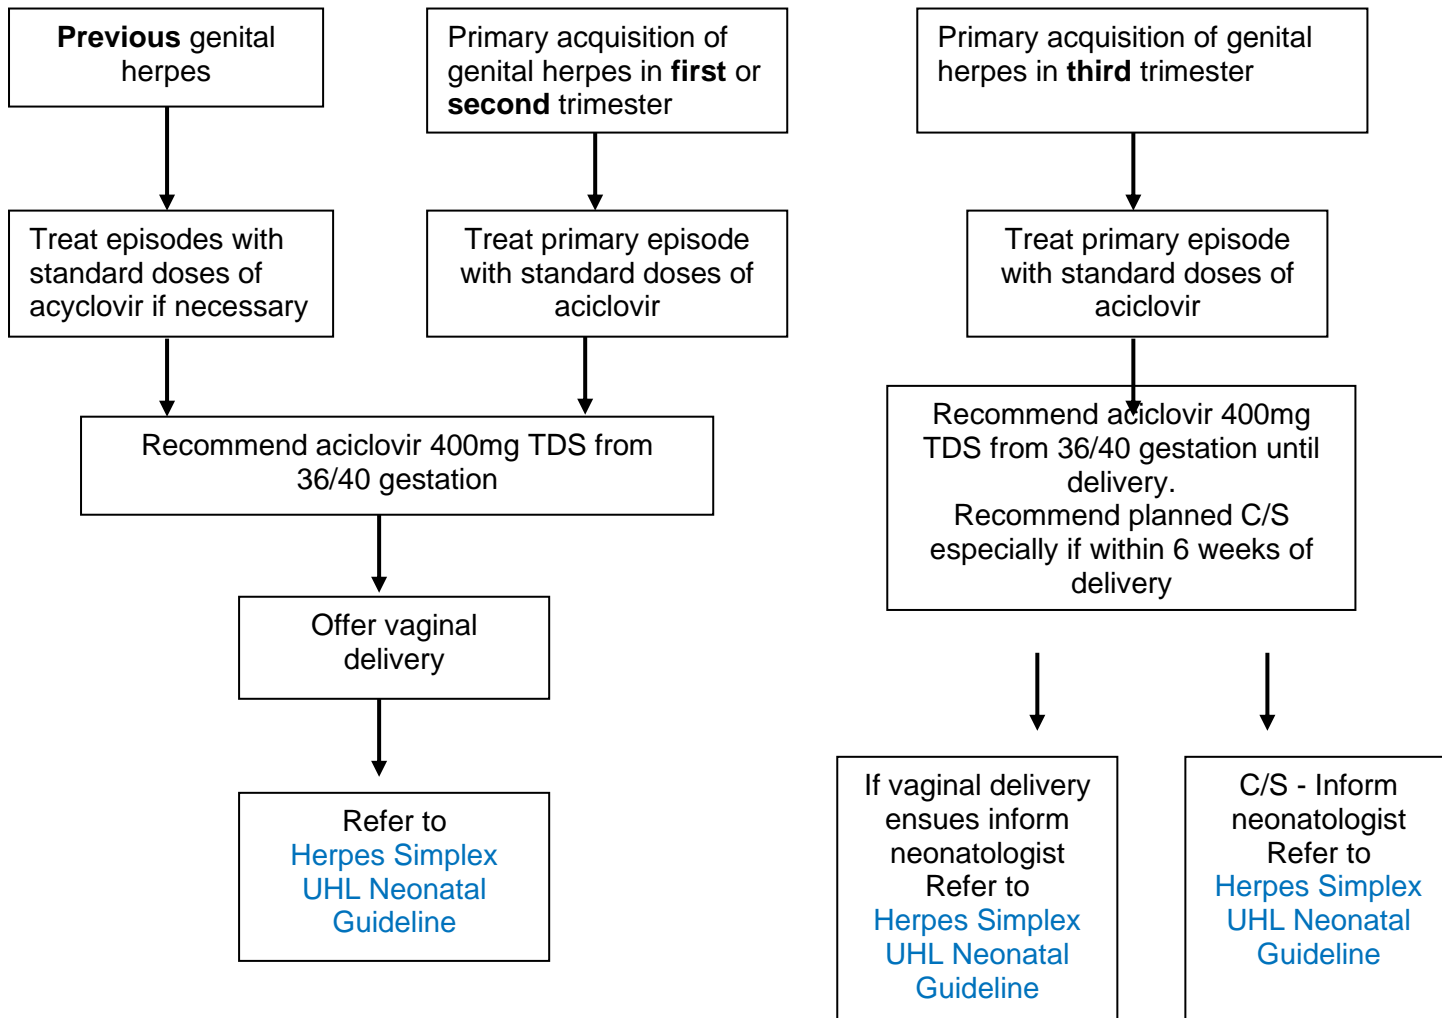 Previous genital
herpes
Primary acquisition of
genital herpes in first or
second trimester
Primary acquisition of genital
herpes in third trimester
Treat episodes with
standard doses of
acyclovir if necessary
Treat primary episode
with standard doses of
aciclovir
Treat primary episode
with standard doses of
aciclovir
Recommend aciclovir 400mg TDS from
36/40 gestation
Recommend aciclovir 400mg
TDS from 36/40 gestation until
delivery.
Recommend planned C/S
especially if within 6 weeks of
delivery
Offer vaginal
delivery
Refer to
Herpes Simplex
UHL Neonatal
Guideline
If vaginal delivery
ensues inform
neonatologist
Refer to
Herpes Simplex
UHL Neonatal
Guideline
C/S - Inform
neonatologist
Refer to
Herpes Simplex
UHL Neonatal
Guideline